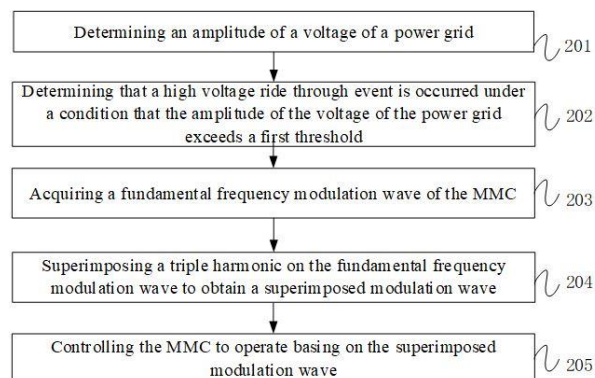 Determining an amplitude of a voltage of a power grid
201
Determining that a high voltage ride through event is occurred under
a condition that the amplitude of the voltage of the power grid
exceeds a first threshold
202
Acquiring a fundamental frequency modulation wave of the MMC
203
Superimposing a triple harmonic on the fundamental frequency
modulation wave to obtain a superimposed modulation wave
204
Controlling the MMC to operate basing on the superimposed
modulation wave
205